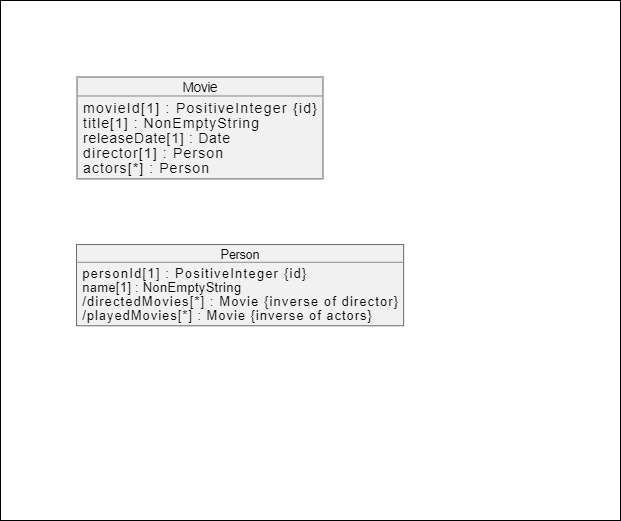 Movie
movieId[1] : PositiveInteger {id}
title[1] : NonEmptyString
releaseDate[1] : Date
director[1] : Person
actors[*] : Person
Person
personId[1] : PositiveInteger {id}
name[1] : NonEmptyString
/directedMovies[*] : Movie {inverse of director}
/playedMovies[*] : Movie {inverse of actors}